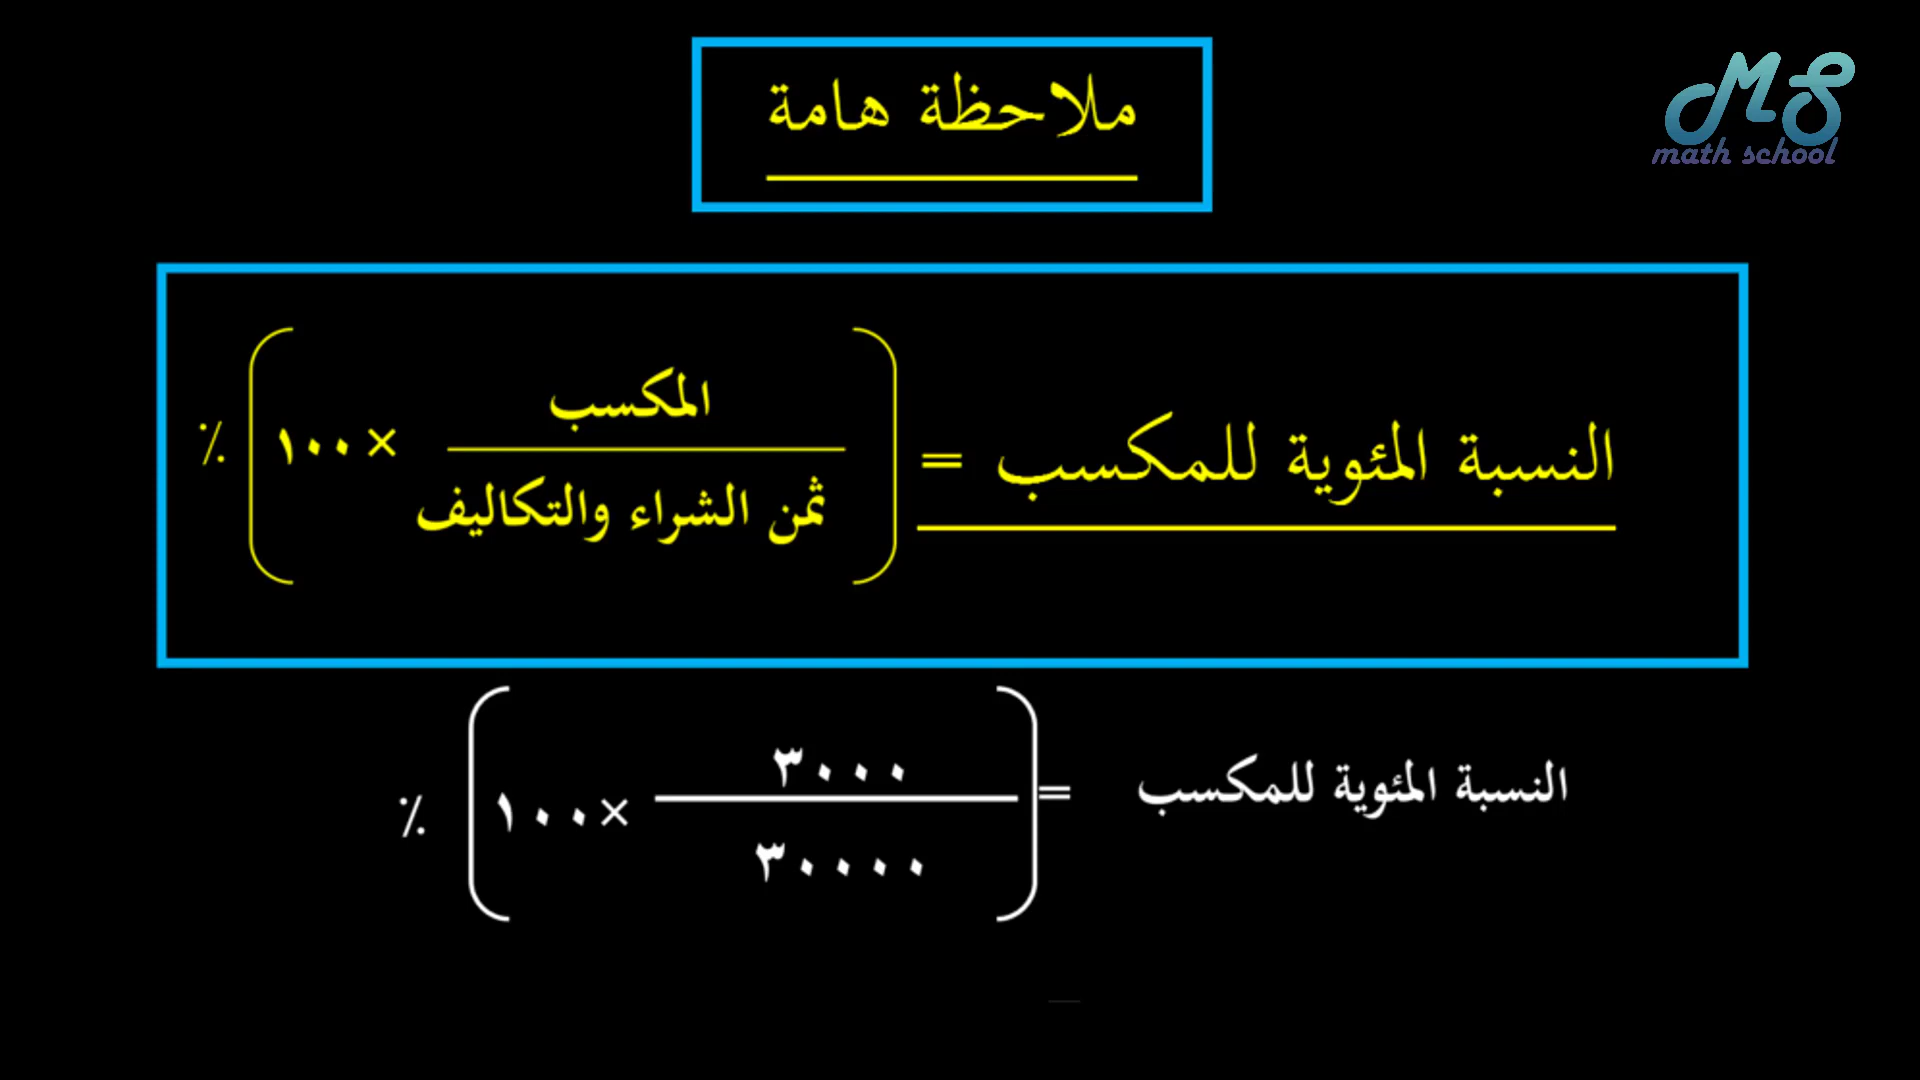 ملاحظة هامة
MS
math school
النسبة المئوية للمكسب = ( المكسب / ثمن الشراء والتكاليف × ١٠٠ ) ٪
النسبة المئوية للمكسب = ( ٣٠٠٠ / ٣٠٠٠٠ × ١٠٠ ) ٪